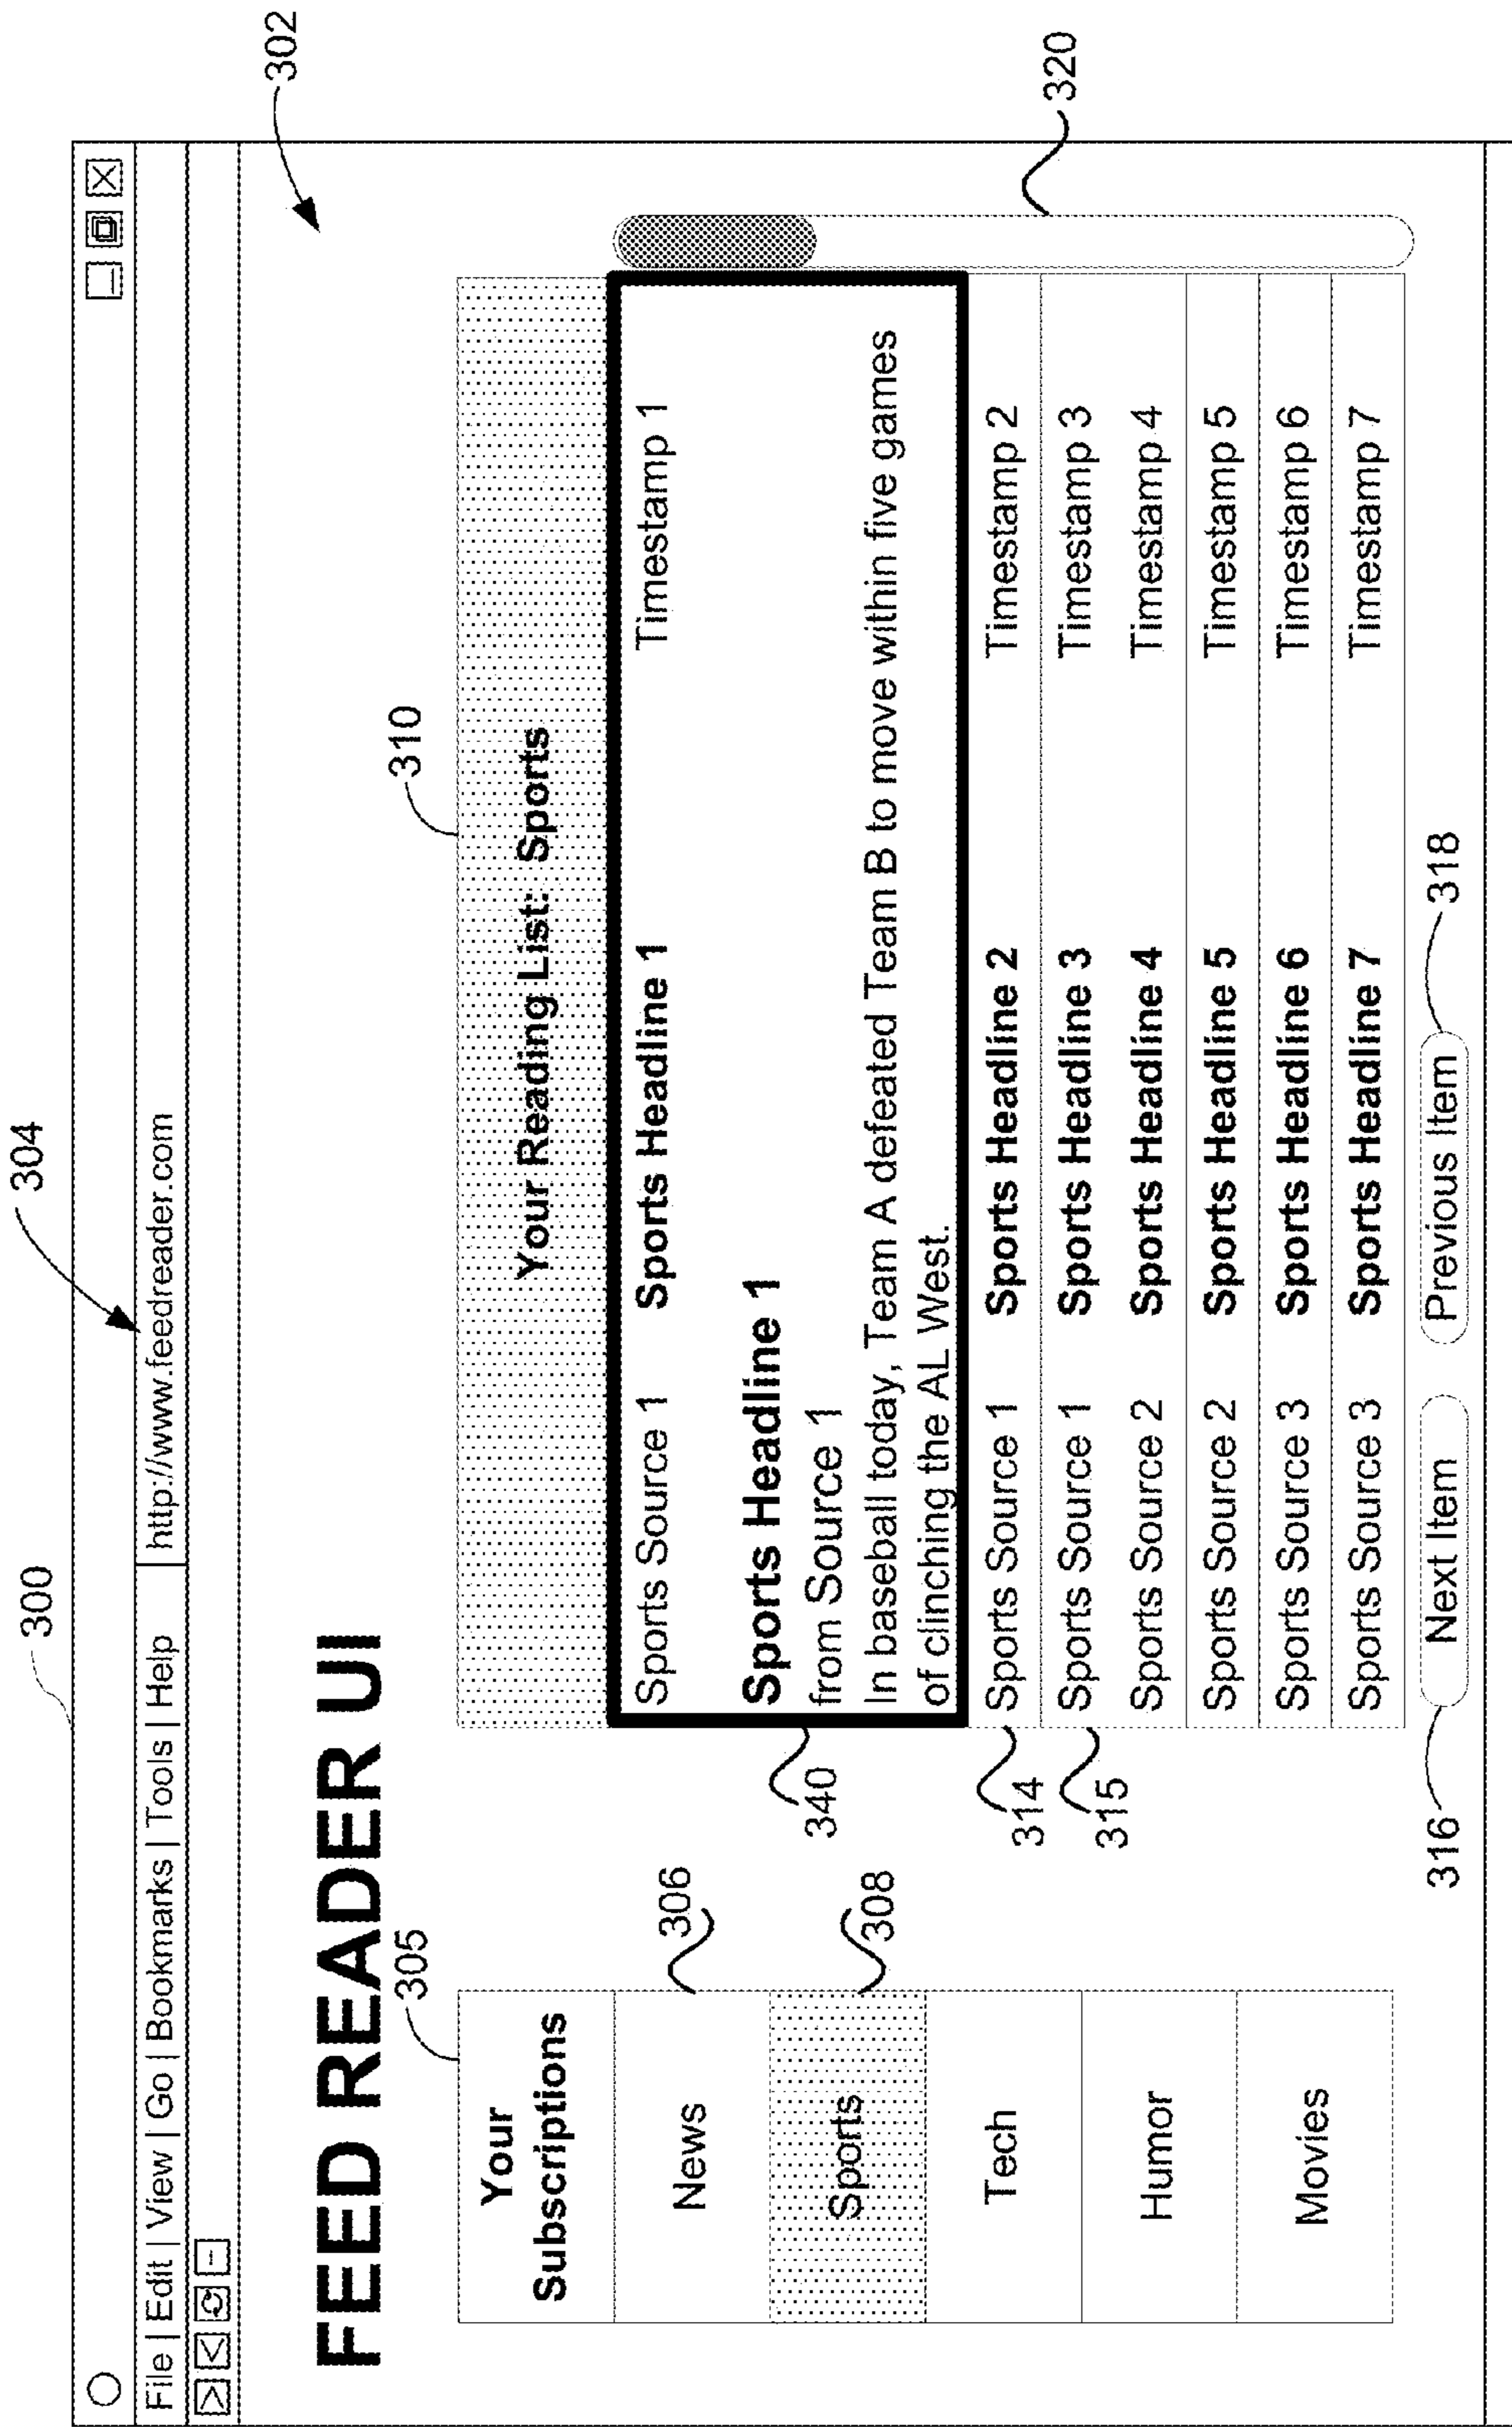 300
304
302
File | Edit | View | Go | Bookmarks | Tools | Help
http://www.feedreader.com
FEED READER UI
305
310
Your
Subscriptions
News
306
Sports
308
Tech
Humor
Movies
Your Reading List: Sports
320
Sports Source 1 Sports Headline 1 Timestamp 1
Sports Headline 1
from Source 1
In baseball today, Team A defeated Team B to move within five games
of clinching the AL West.
340
314
Sports Source 1 Sports Headline 2 Timestamp 2
315
Sports Source 1 Sports Headline 3 Timestamp 3
Sports Source 2 Sports Headline 4 Timestamp 4
Sports Source 2 Sports Headline 5 Timestamp 5
Sports Source 3 Sports Headline 6 Timestamp 6
Sports Source 3 Sports Headline 7 Timestamp 7
316
Next Item
Previous Item
318